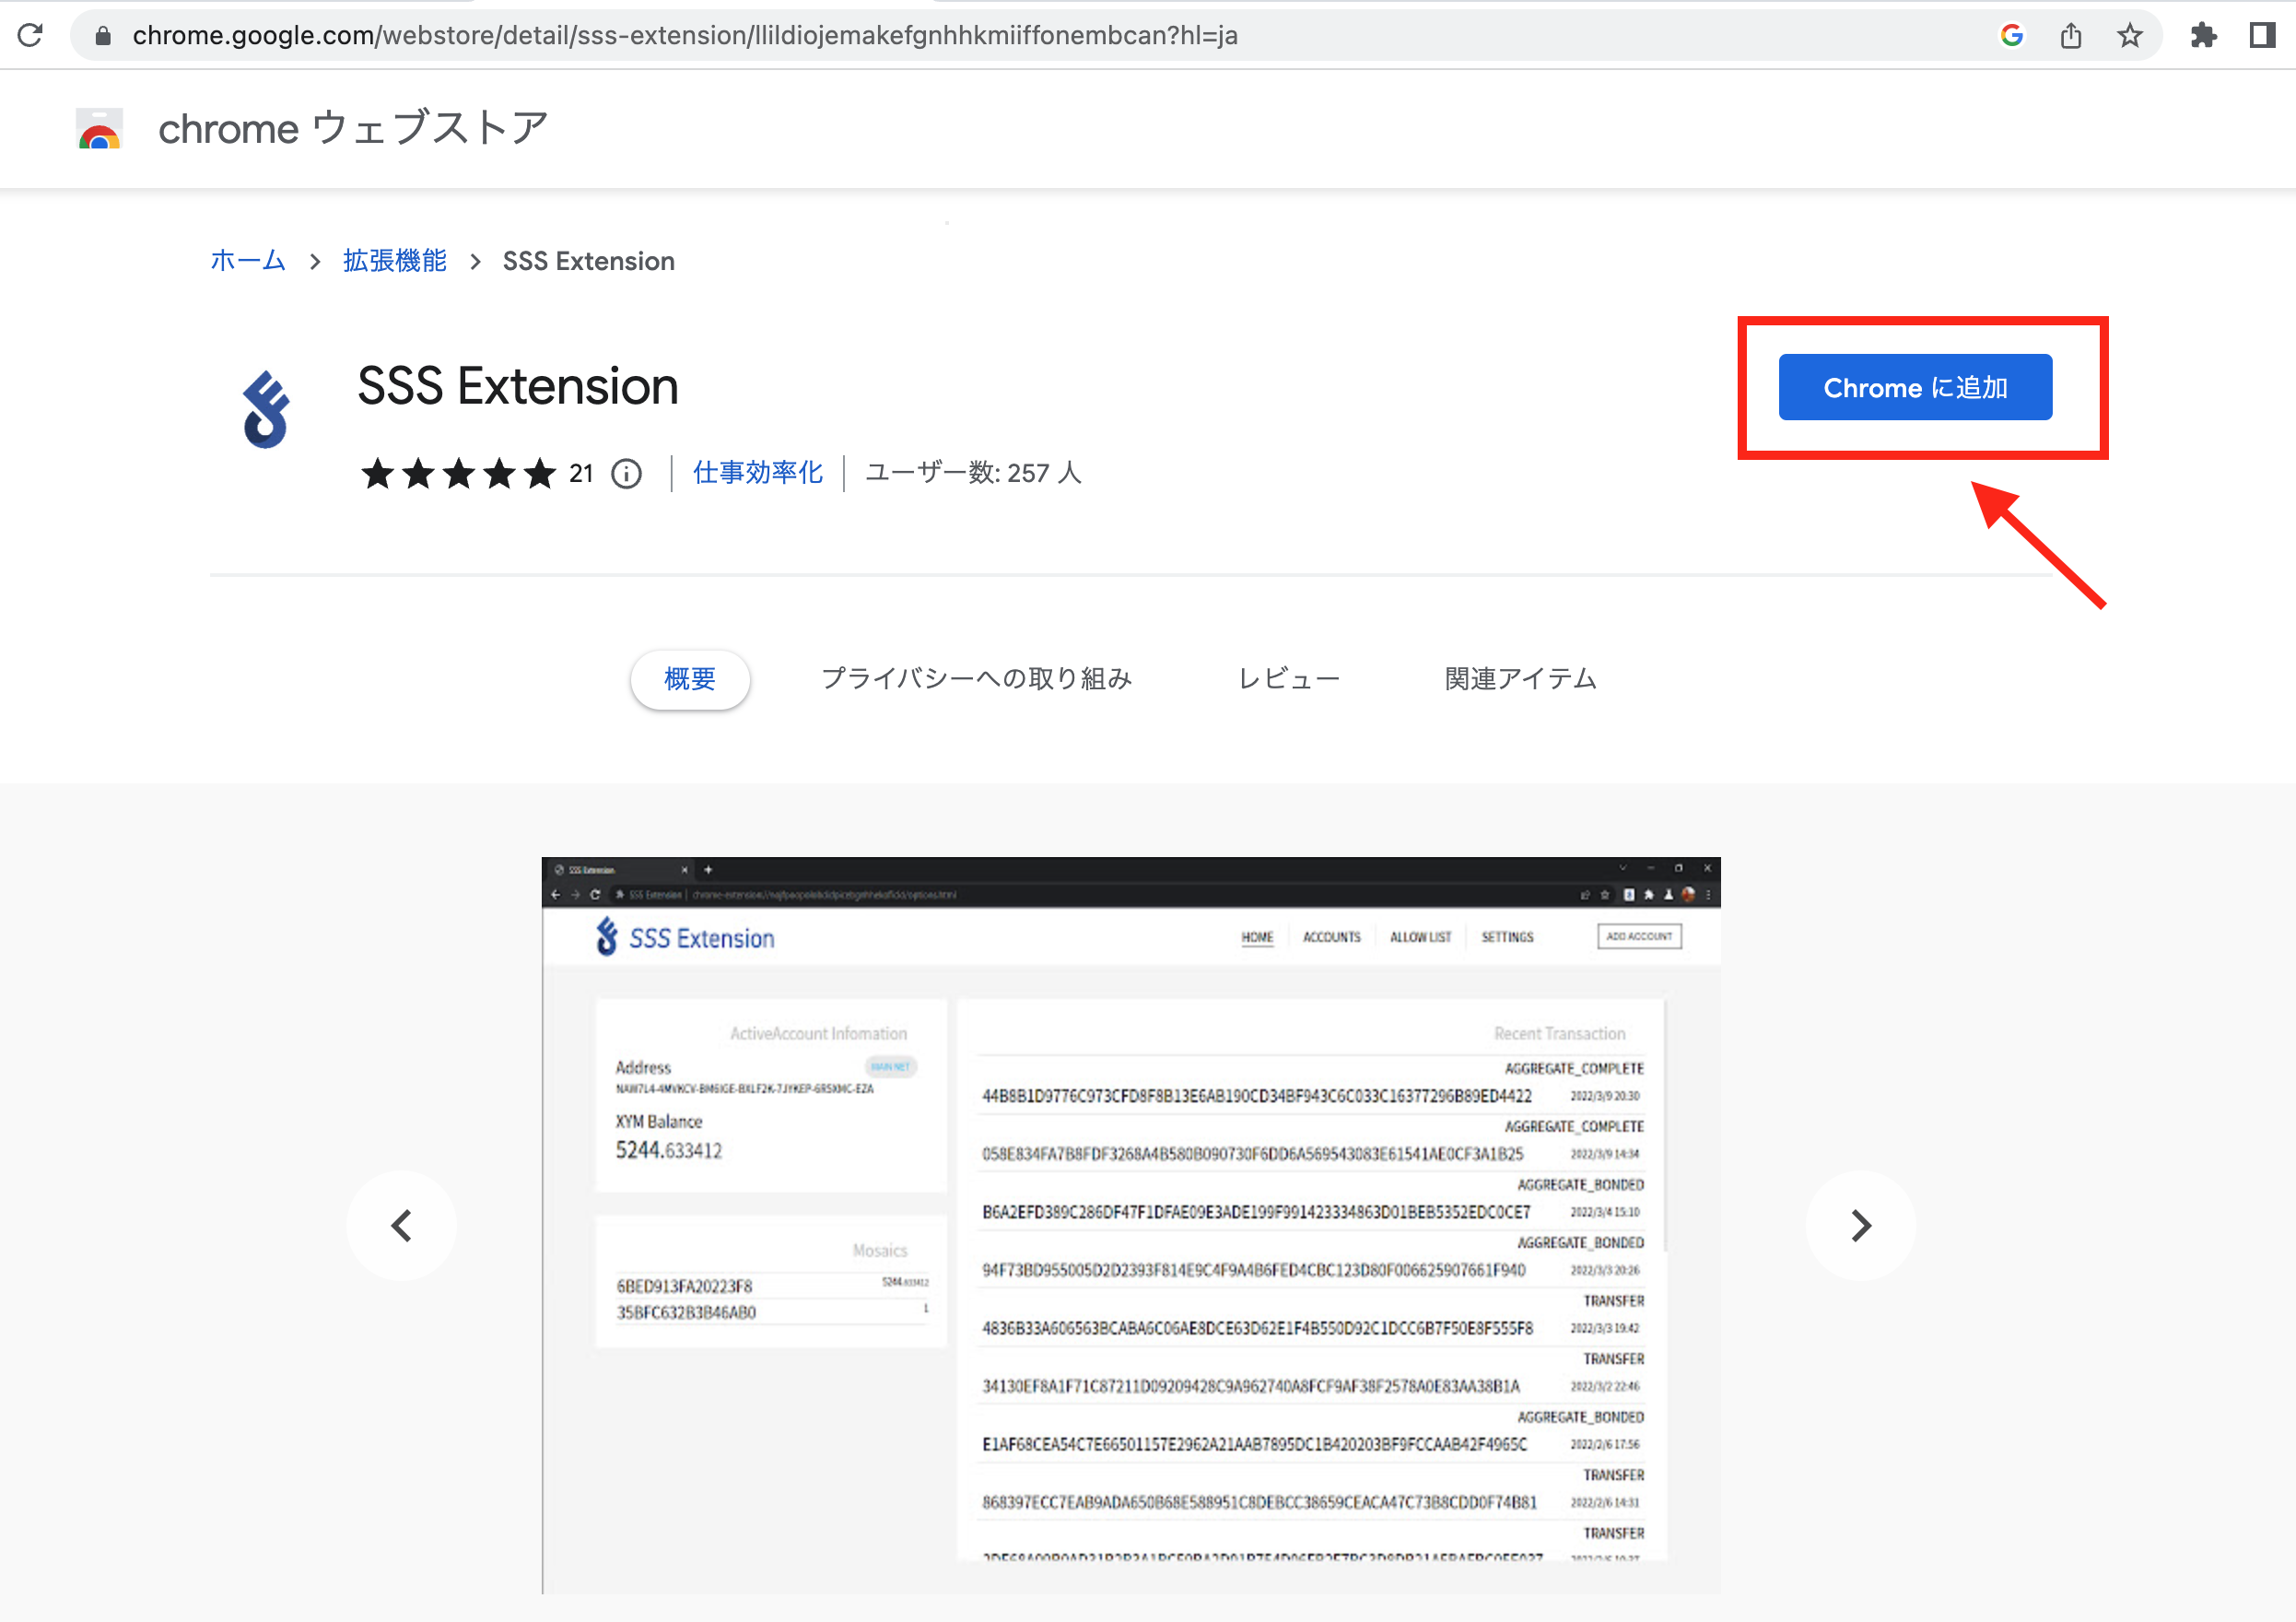 chrome.google.com/webstore/detail/sss-extension/llildiojemakefgnhhkmiiffonembcan?hl=ja
chrome ウェブストア
ホーム > 拡張機能 > SSS Extension
SSS Extension
Chrome に追加
★★★★★ 21 仕事効率化 ユーザー数: 257 人
概要 プライバシーへの取り組み レビュー 関連アイテム
SSS Extension
SSS Extension
SSS Extension HOME ACCOUNTS ALLOW LIST SETTINGS ADD ACCOUNT
ActiveAccount Infomation
Address MAIN NET
XYM Balance
5244.633412
Mosaics
6BED913FA20223F8 5244.633412
35BFC632B3B46AB0 1
Recent Transaction
AGGREGATE_COMPLETE
44B8B1D9776C973CFD8F8B13E6AB190CD34BF943C6C033C16377296B89ED4422 2022/3/9 20:30
AGGREGATE_COMPLETE
058E834FA7B8FDF3268A4B580B090730F6DD6A569543083E61541AE0CF3A1B25 2022/3/9 14:34
AGGREGATE_BONDED
B6A2EFD389C286DF47F1DFAE09E3ADE199F991423334863D01BEB5352EDC0CE7 2022/3/4 15:10
AGGREGATE_BONDED
94F73BD955005D2D2393F814E9C4F9A4B6FED4CBC123D80F006625907661F940 2022/3/3 20:26
TRANSFER
4836B33A606563BCABA6C06AE8DCE63D62E1F4B550D92C1DCC6B7F50E8F555F8 2022/3/3 19:42
TRANSFER
34130EF8A1F71C87211D09209428C9A962740A8FCF9AF38F2578A0E83AA38B1A 2022/3/2 22:46
AGGREGATE_BONDED
E1AF68CEA54C7E66501157E2962A21AAB7895DC1B420203BF9FCCAAB42F4965C 2022/2/6 17:56
TRANSFER
868397ECC7EAB9ADA650B68E588951C8DEBCC38659CEACA47C73B8CDD0F74B81 2022/2/6 14:31
TRANSFER